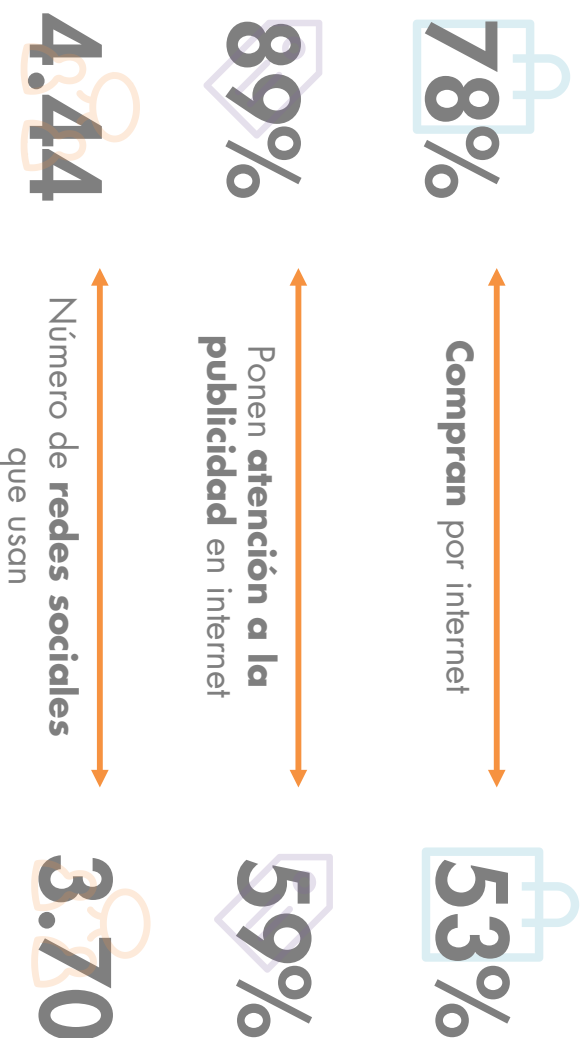 78%
Compran por internet
53%
89%
Ponen atención a la
publicidad en internet
59%
4.44
Número de redes sociales
que usan
3.70